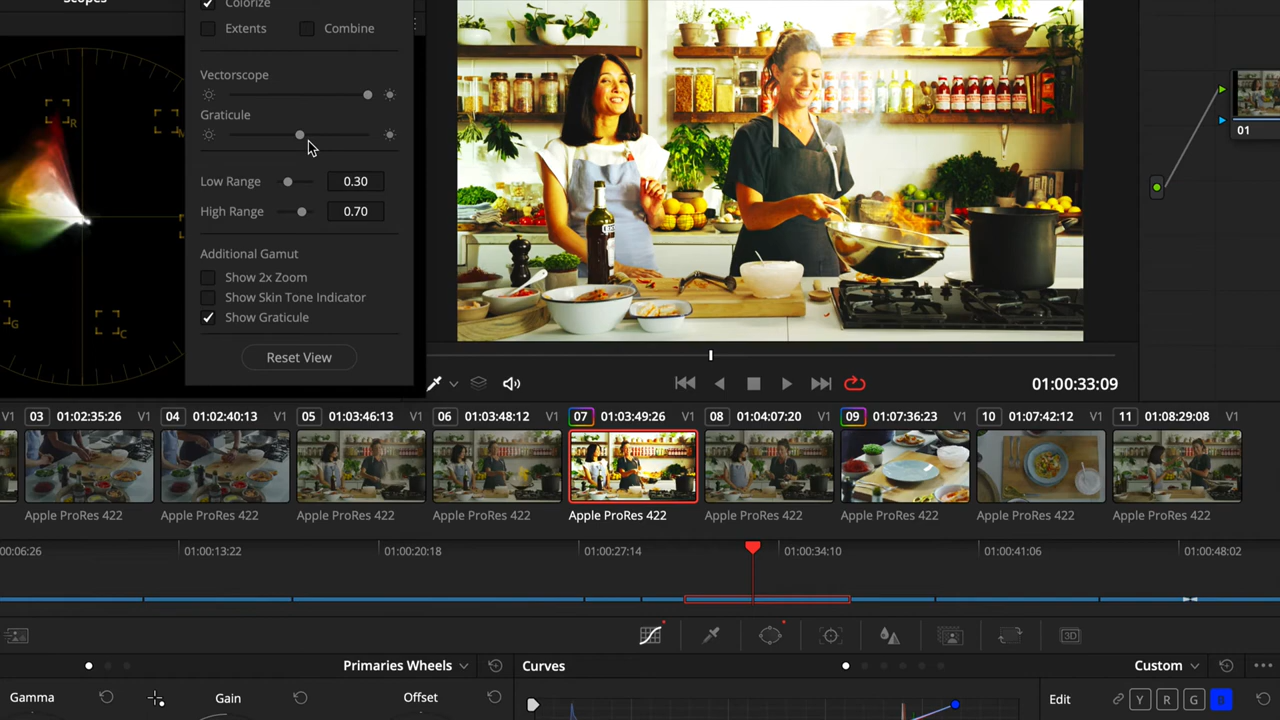 Scopes
Colorize
Extents
Combine
Vectorscope
Graticule
Low Range
0.30
High Range
0.70
Additional Gamut
Show 2x Zoom
Show Skin Tone Indicator
Show Graticule
Reset View
R
G
C
01
01:00:33:09
V1
03 01:02:35:26 V1
04 01:02:40:13 V1
05 01:03:46:13 V1
06 01:03:48:12 V1
07 01:03:49:26 V1
08 01:04:07:20 V1
09 01:07:36:23 V1
10 01:07:42:12 V1
11 01:08:29:08 V1
Apple ProRes 422
Apple ProRes 422
Apple ProRes 422
Apple ProRes 422
Apple ProRes 422
Apple ProRes 422
Apple ProRes 422
Apple ProRes 422
Apple ProRes 422
00:06:26
01:00:13:22
01:00:20:18
01:00:27:14
01:00:34:10
01:00:41:06
01:00:48:02
3D
Primaries Wheels
Curves
Custom
Gamma
Gain
Offset
Edit
Y
R
G
B